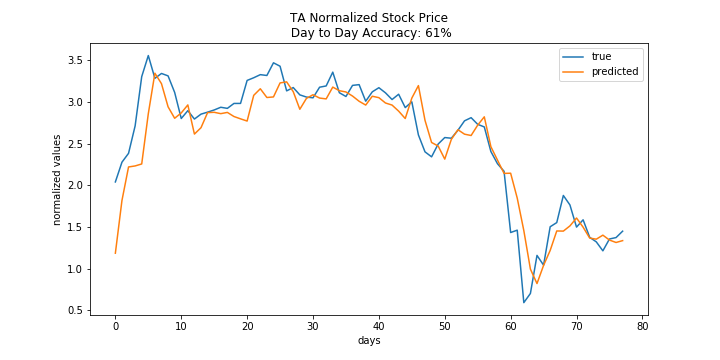 TA Normalized Stock Price
Day to Day Accuracy: 61%
true
predicted
normalized values
3.5
3.0
2.5
2.0
1.5
1.0
0.5
0 10 20 30 40 50 60 70 80
days